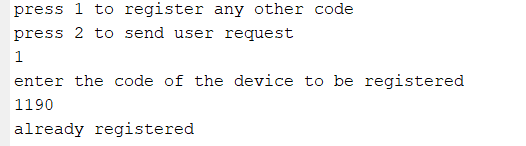 press 1 to register any other code
press 2 to send user request
1
enter the code of the device to be registered
1190
already registered